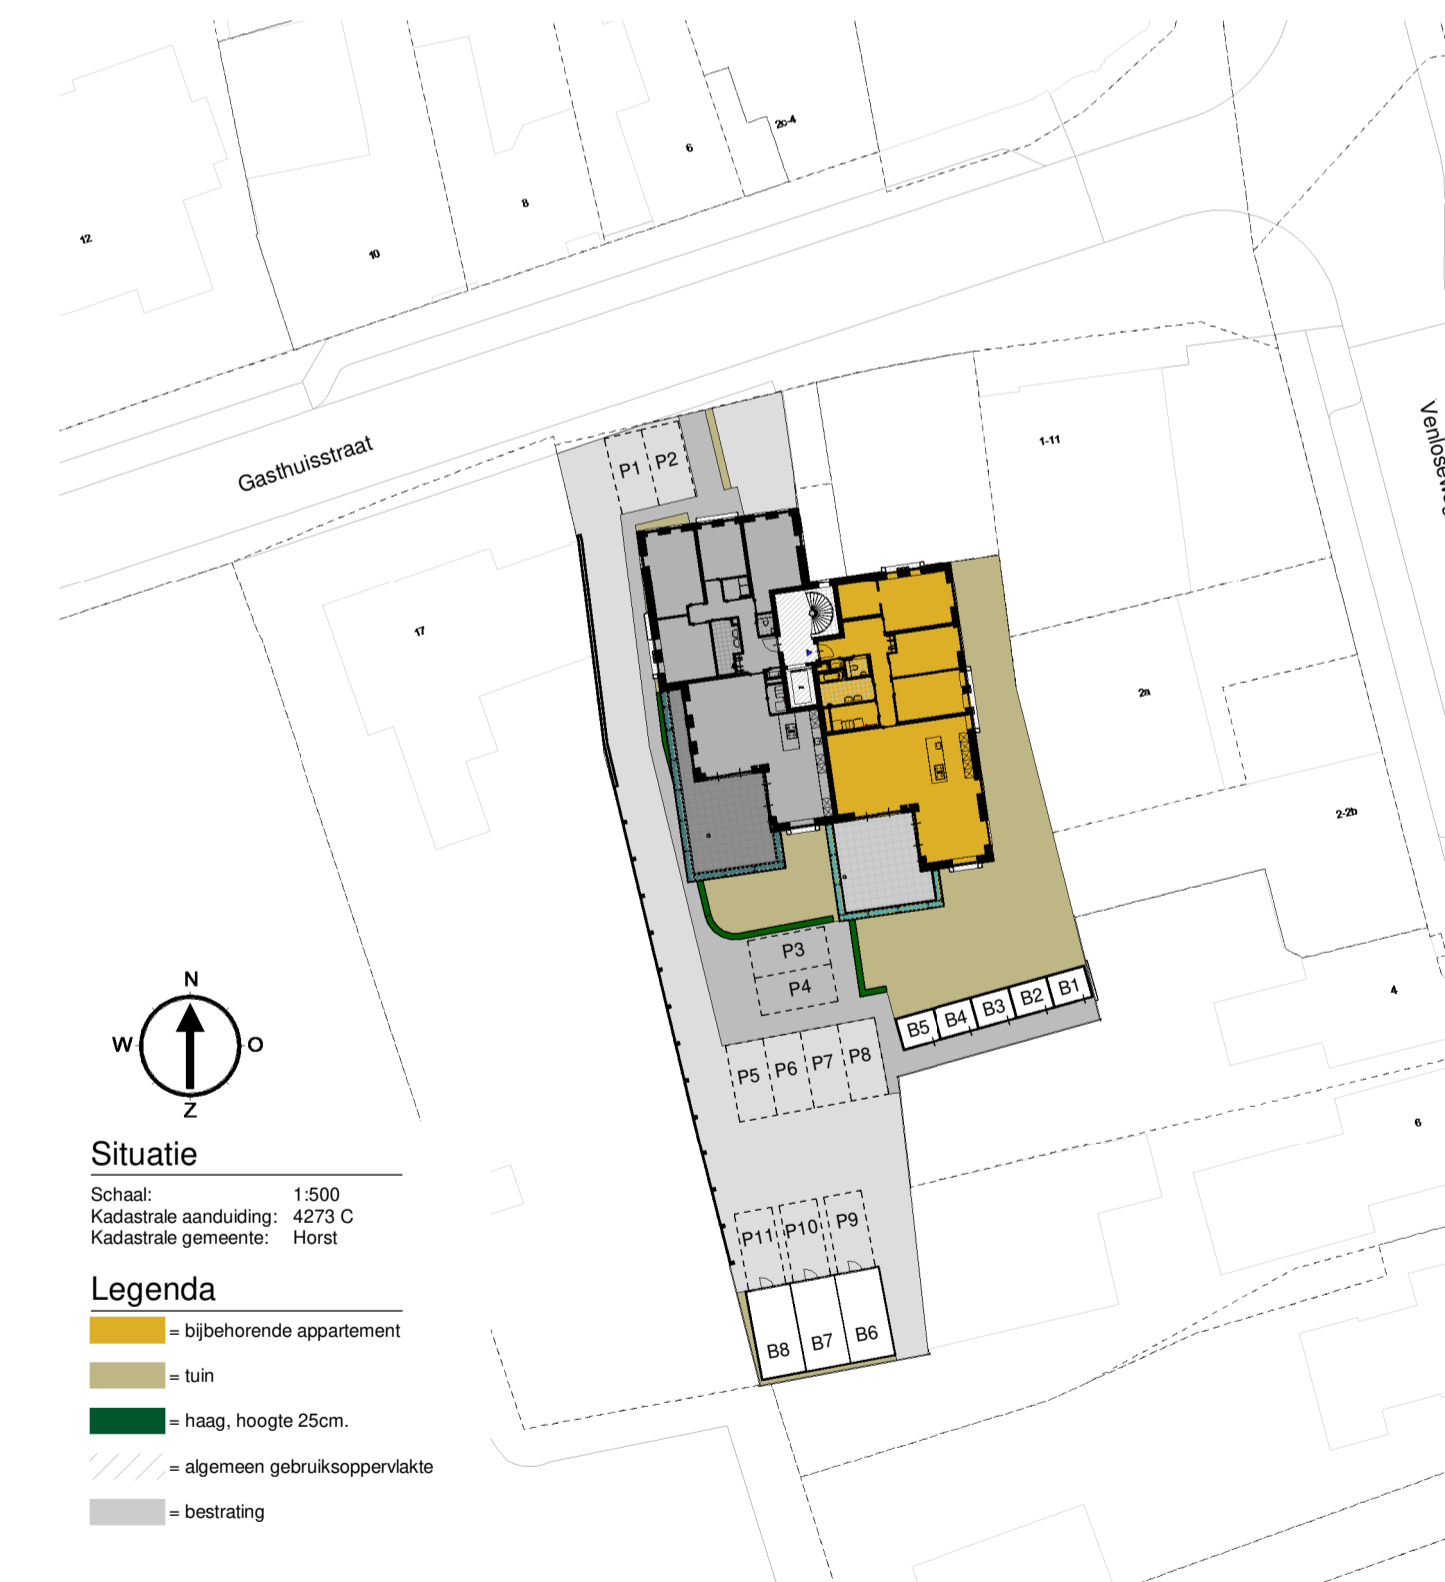 2c-4
6
8
12
10
Gasthuisstraat
P1
P2
1-11
17
2a
2-2b
P3
P4
4
B5 B4 B3 B2 B1
P5 P6 P7 P8
6
P11 P10 P9
B8 B7 B6
N
W O
Z
Situatie
Schaal: 1:500
Kadastrale aanduiding: 4273 C
Kadastrale gemeente: Horst
Legenda
= bijbehorende appartement
= tuin
= haag, hoogte 25cm.
= algemeen gebruiksoppervlakte
= bestrating